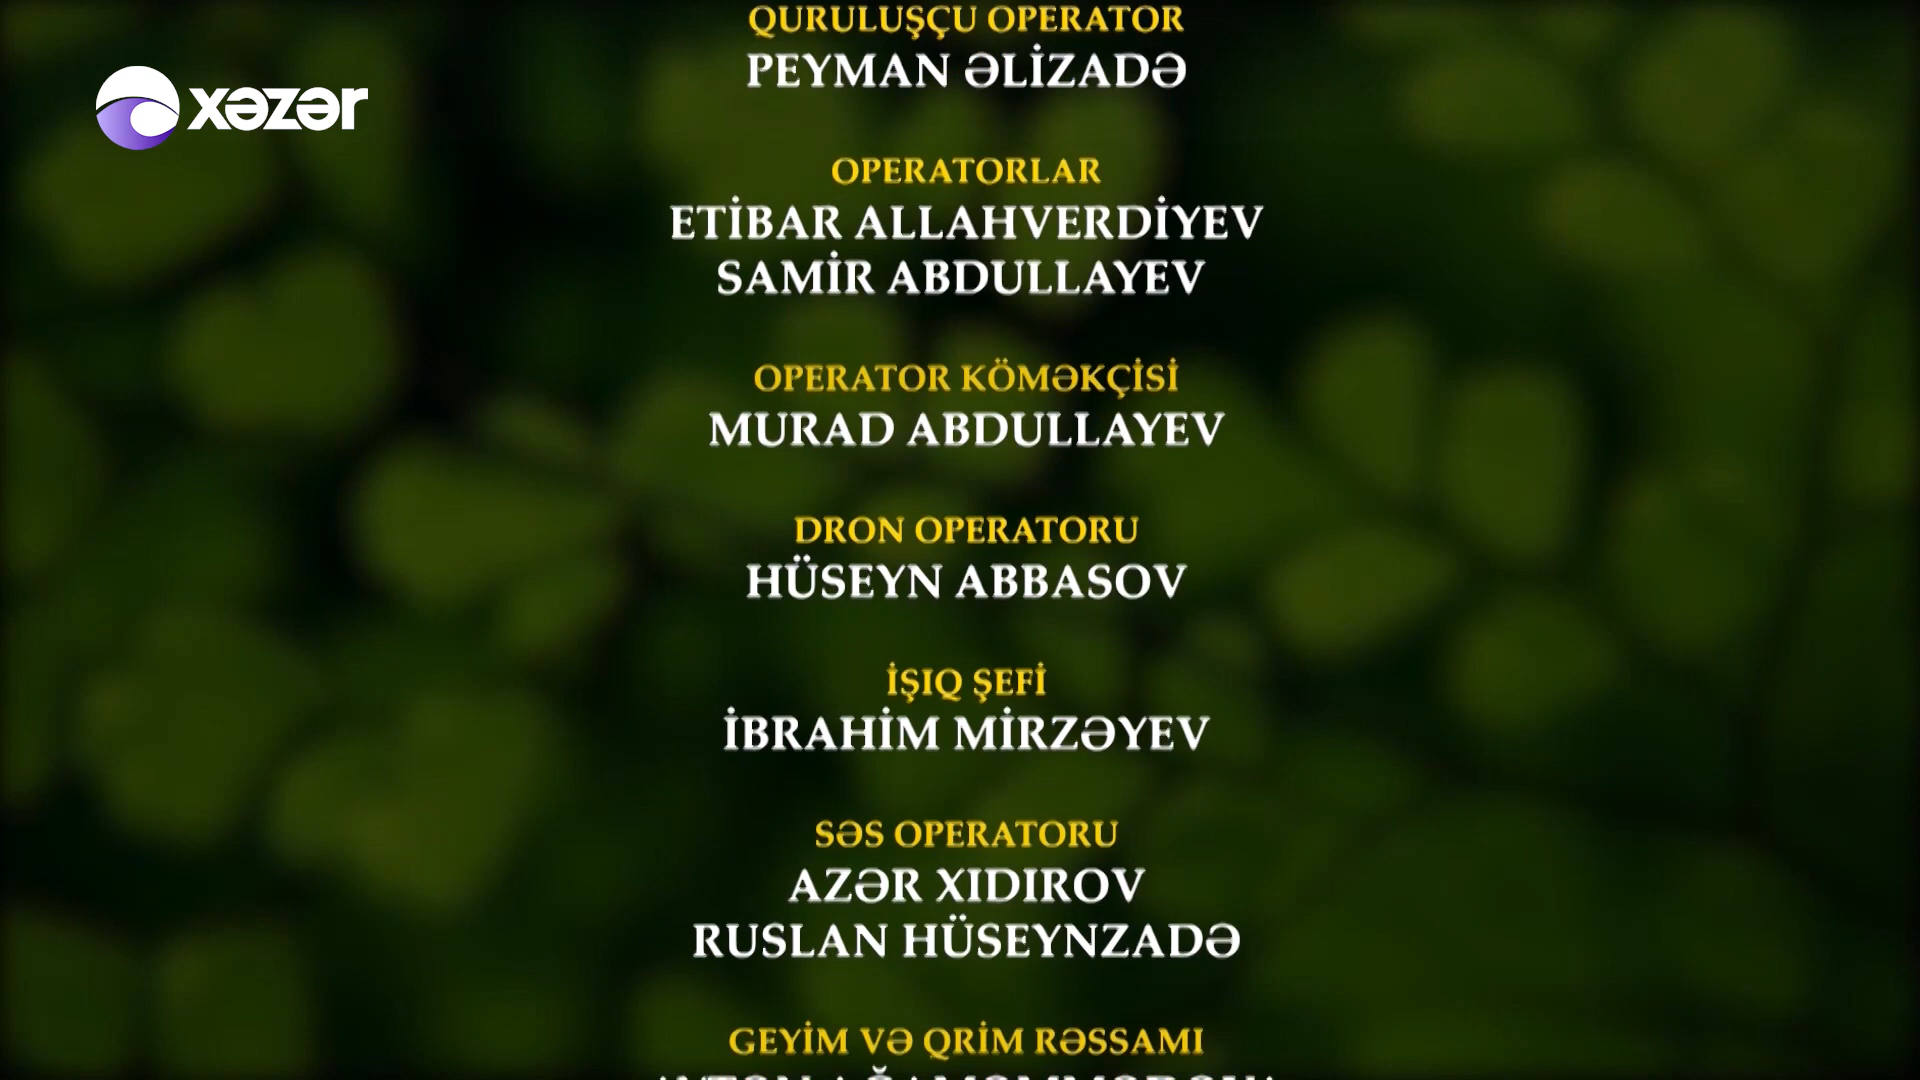 QURULUŞÇU OPERATOR
PEYMAN ƏLİZADƏ
xəzər
OPERATORLAR
ETİBAR ALLAHVERDİYEV
SAMİR ABDULLAYEV
OPERATOR KÖMƏKÇİSİ
MURAD ABDULLAYEV
DRON OPERATORU
HÜSEYN ABBASOV
İŞIQ ŞEFİ
İBRAHİM MİRZƏYEV
SƏS OPERATORU
AZƏR XIDIROV
RUSLAN HÜSEYNZADƏ
GEYİM VƏ QRİM RƏSSAMI